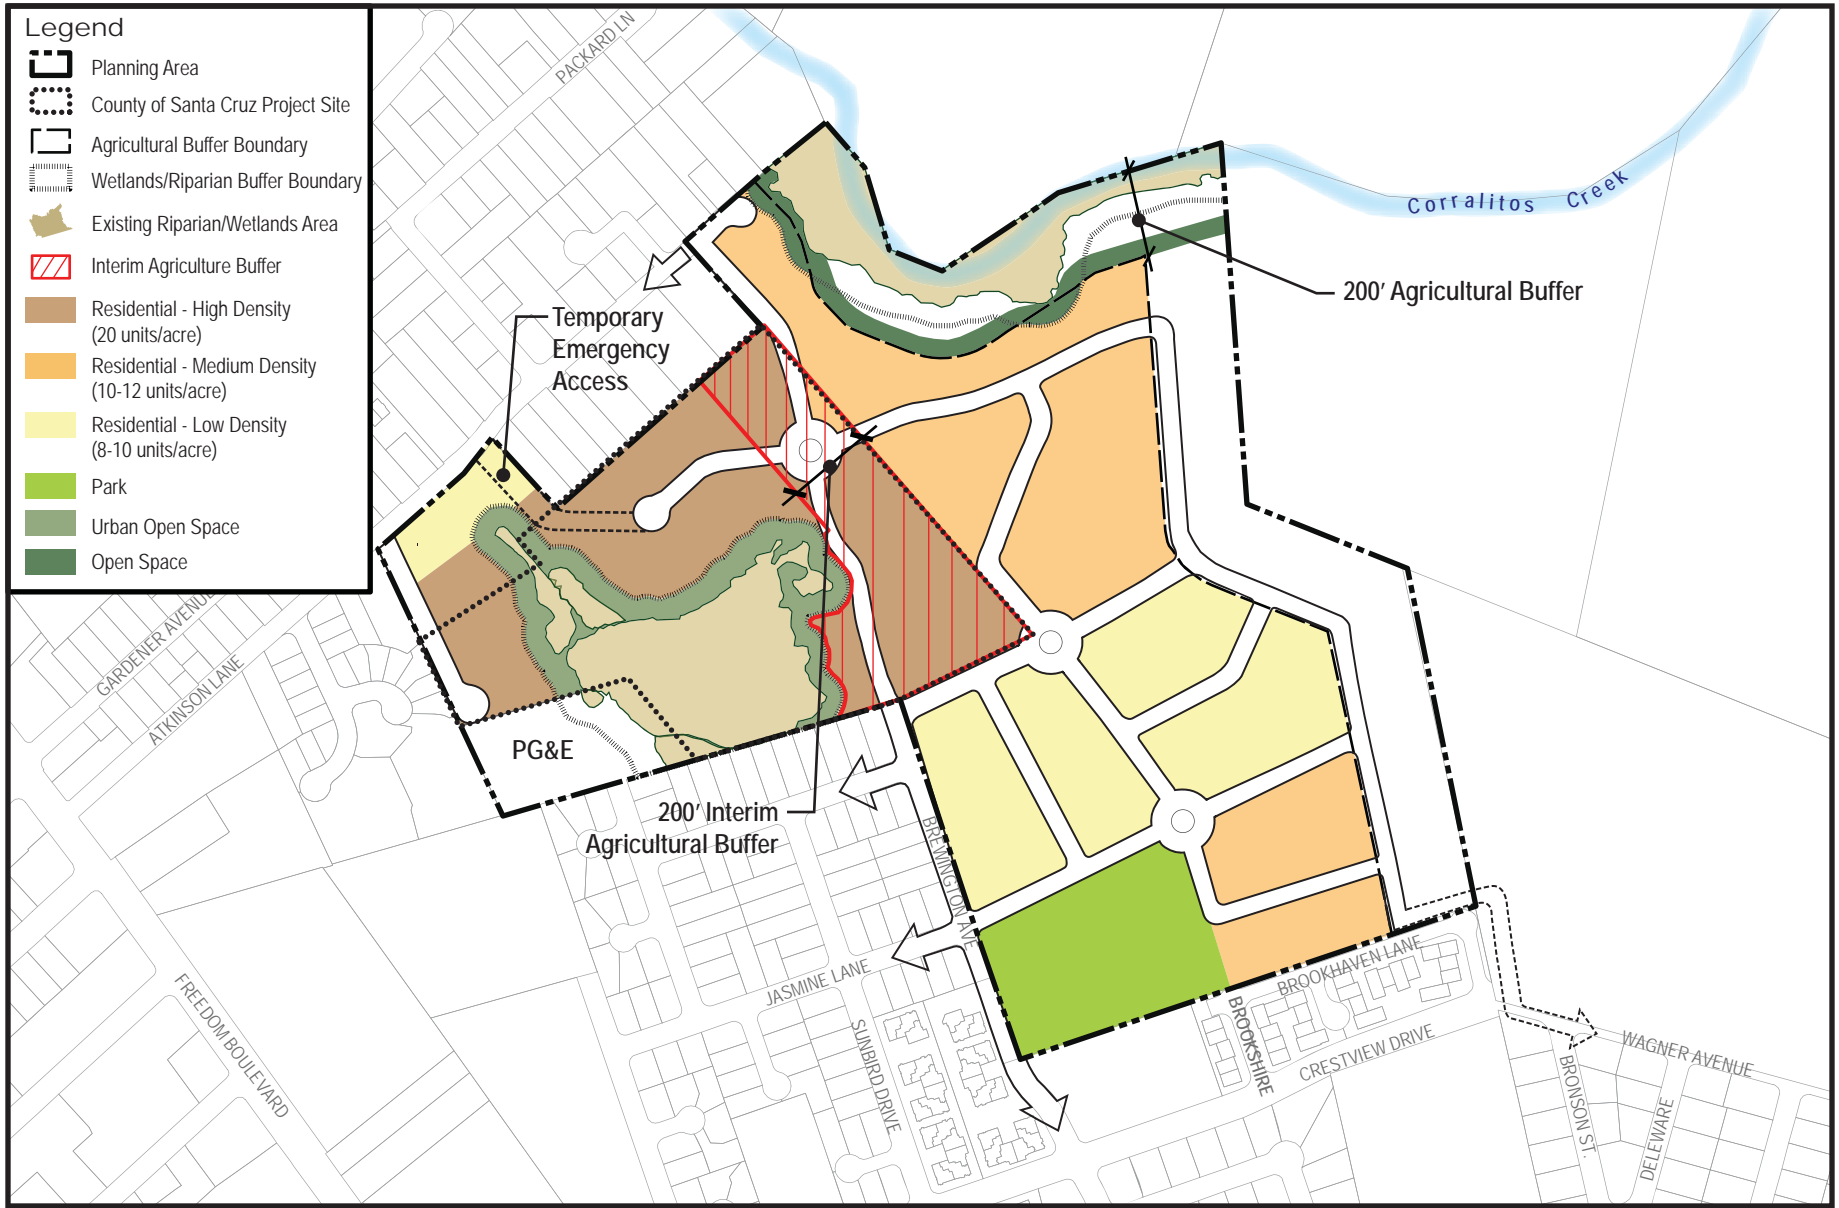 Legend
Planning Area
County of Santa Cruz Project Site
Agricultural Buffer Boundary
Wetlands/Riparian Buffer Boundary
Existing Riparian/Wetlands Area
Interim Agriculture Buffer
Residential - High Density
(20 units/acre)
Residential - Medium Density
(10-12 units/acre)
Residential - Low Density
(8-10 units/acre)
Park
Urban Open Space
Open Space
PACKARD LN
Corralitos Creek
200' Agricultural Buffer
Temporary
Emergency
Access
GARDENER AVENUE
ATKINSON LANE
PG&E
200' Interim
Agricultural Buffer
BREWINGTON AVE
JASMINE LANE
FREEDOM BOULEVARD
SUNBIRD DRIVE
BROOKHAVEN LANE
BROOKSHIRE
CRESTVIEW DRIVE
WAGNER AVENUE
BRONSON ST.
DELEWARE